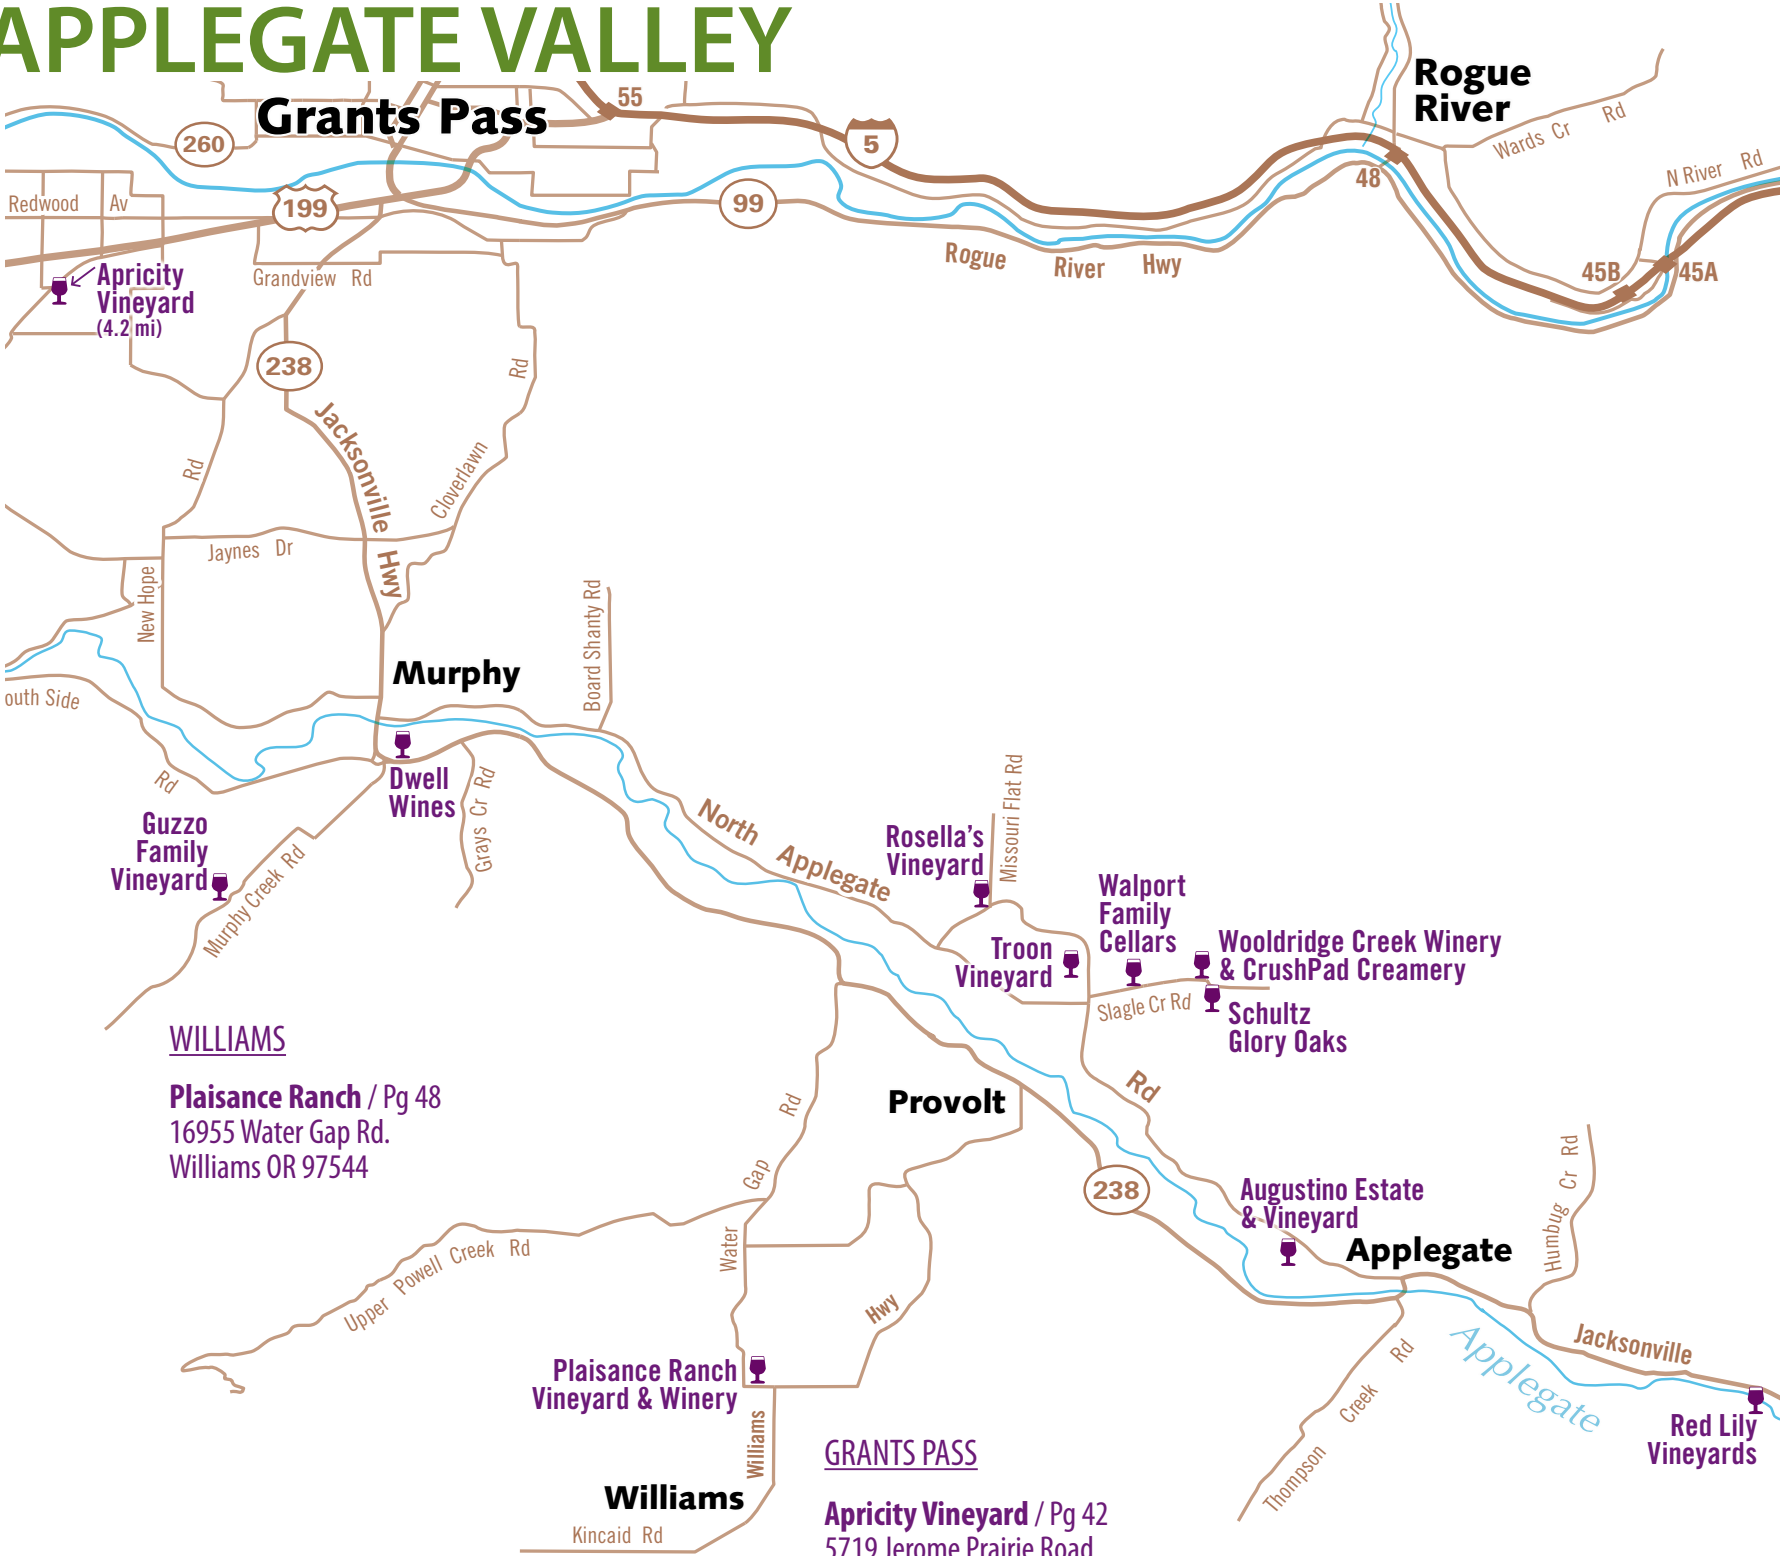 APPLEGATE VALLEY
Grants Pass
55
260
5
Rogue
River
Wards Cr Rd
48
N River Rd
Redwood Av
199
99
Rogue River Hwy
45B
45A
Apricity
Vineyard
(4.2 mi)
Grandview Rd
238
Rd
Jacksonville Hwy
Cloverlawn
Rd
Jaynes Dr
New Hope
Board Shanty Rd
Murphy
outh Side
Rd
Dwell
Wines
Grays Cr Rd
Guzzo
Family
Vineyard
Murphy Creek Rd
North Applegate
Rosella's
Vineyard
Missouri Flat Rd
Walport
Family
Cellars
Troon
Vineyard
Wooldridge Creek Winery
& CrushPad Creamery
Slagle Cr Rd
Schultz
Glory Oaks
WILLIAMS
Plaisance Ranch / Pg 48
16955 Water Gap Rd.
Williams OR 97544
Provolt
Rd
Water Gap Rd
238
Augustino Estate
& Vineyard
Applegate
Humbug Cr Rd
Upper Powell Creek Rd
Hwy
Jacksonville
Applegate
Thompson Creek Rd
Plaisance Ranch
Vineyard & Winery
Williams
Red Lily
Vineyards
Williams
Kincaid Rd
GRANTS PASS
Apricity Vineyard / Pg 42
5719 Jerome Prairie Road